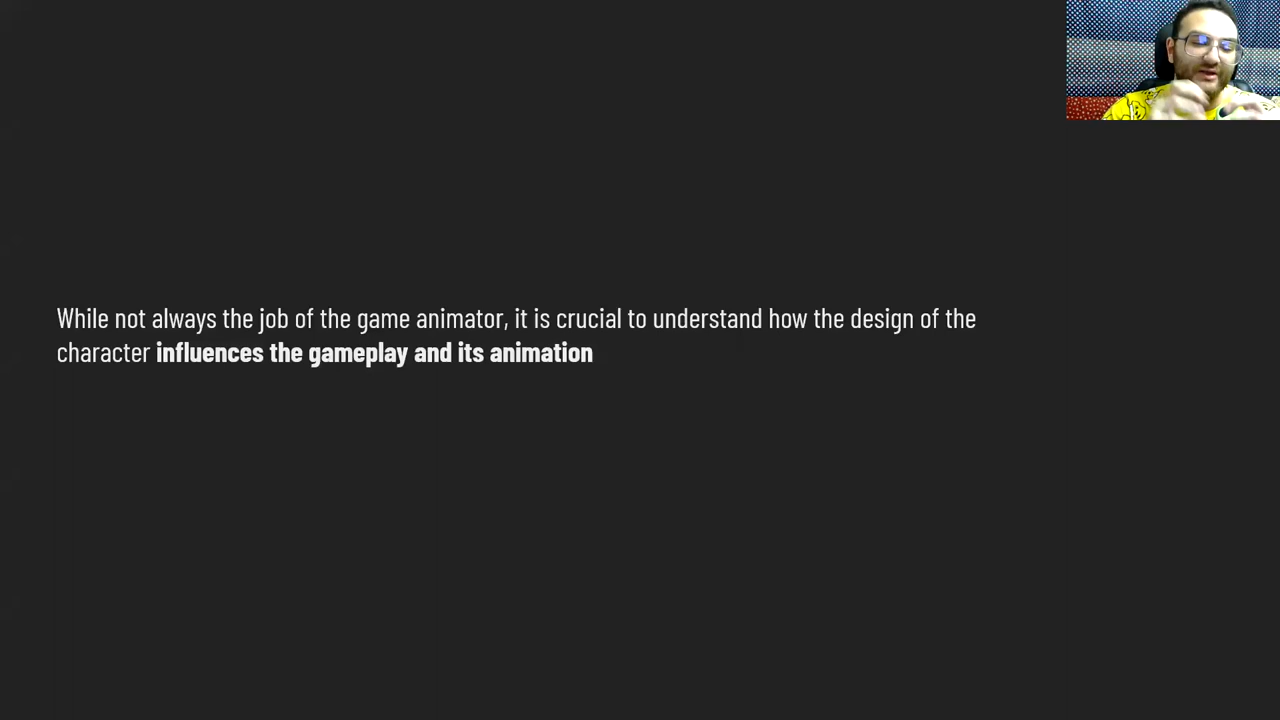 While not always the job of the game animator, it is crucial to understand how the design of the
character influences the gameplay and its animation